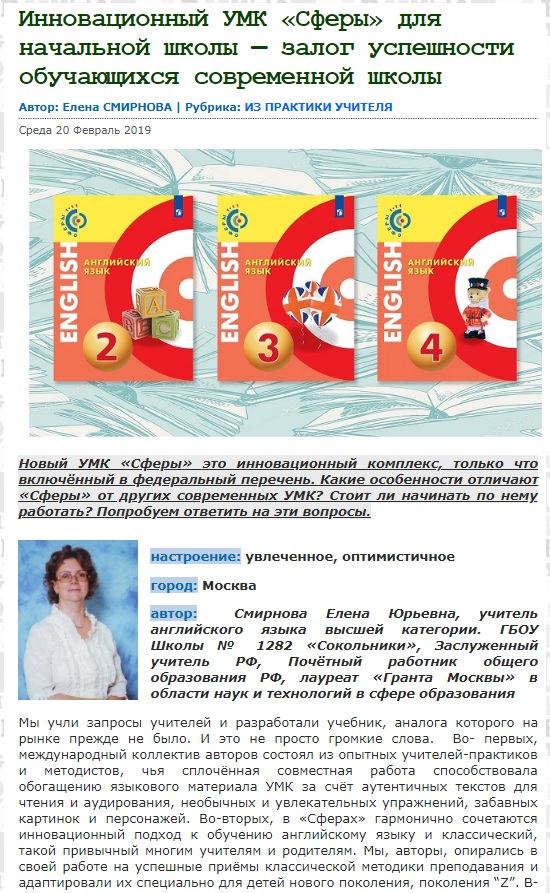 Инновационный УМК «Сферы» для
начальной школы — залог успешности
обучающихся современной школы
Автор: Елена СМИРНОВА | Рубрика: ИЗ ПРАКТИКИ УЧИТЕЛЯ
Среда 20 Февраль 2019
ENGLISH
АНГЛИЙСКИЙ
ЯЗЫК
2
A
B
C
ENGLISH
АНГЛИЙСКИЙ
ЯЗЫК
3
ENGLISH
АНГЛИЙСКИЙ
ЯЗЫК
4
Новый УМК «Сферы» это инновационный комплекс, только что
включённый в федеральный перечень. Какие особенности отличают
«Сферы» от других современных УМК? Стоит ли начинать по нему
работать? Попробуем ответить на эти вопросы.
настроение: увлеченное, оптимистичное
город: Москва
автор: Смирнова Елена Юрьевна, учитель
английского языка высшей категории. ГБОУ
Школы № 1282 «Сокольники», Заслуженный
учитель РФ, Почётный работник общего
образования РФ, лауреат «Гранта Москвы» в
области наук и технологий в сфере образования
Мы учли запросы учителей и разработали учебник, аналога которого на
рынке прежде не было. И это не просто громкие слова. Во- первых,
международный коллектив авторов состоял из опытных учителей-практиков
и методистов, чья сплочённая совместная работа способствовала
обогащению языкового материала УМК за счёт аутентичных текстов для
чтения и аудирования, необычных и увлекательных упражнений, забавных
картинок и персонажей. Во-вторых, в «Сферах» гармонично сочетаются
инновационный подход к обучению английскому языку и классический,
такой привычный многим учителям и родителям. Мы, авторы, опирались в
своей работе на успешные приёмы классической методики преподавания и
адаптировали их специально для детей нового поколения, поколения “Z”. В-